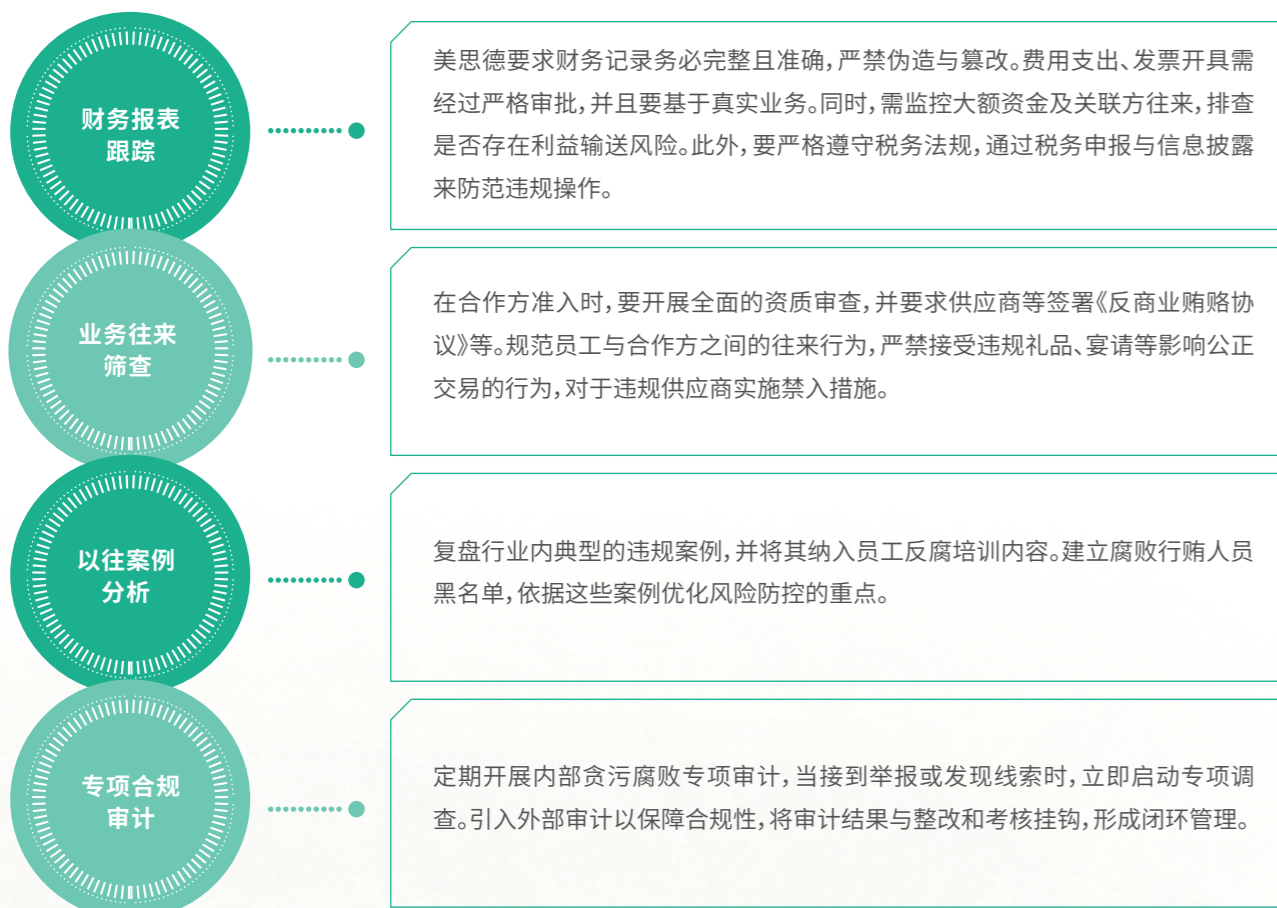 财务报表
跟踪
美思德要求财务记录务必完整且准确,严禁伪造与篡改。费用支出、发票开具需
经过严格审批,并且要基于真实业务。同时,需监控大额资金及关联方往来,排查
是否存在利益输送风险。此外,要严格遵守税务法规,通过税务申报与信息披露
来防范违规操作。
业务往来
筛查
在合作方准入时,要开展全面的资质审查,并要求供应商等签署《反商业贿赂协
议》等。规范员工与合作方之间的往来行为,严禁接受违规礼品、宴请等影响公正
交易的行为,对于违规供应商实施禁入措施。
以往案例
分析
复盘行业内典型的违规案例,并将其纳入员工反腐培训内容。建立腐败行贿人员
黑名单,依据这些案例优化风险防控的重点。
专项合规
审计
定期开展内部贪污腐败专项审计,当接到举报或发现线索时,立即启动专项调
查。引入外部审计以保障合规性,将审计结果与整改和考核挂钩,形成闭环管理。